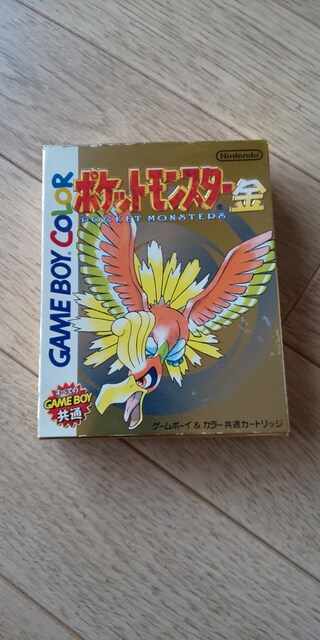 Nintendo
GAME BOY COLOR
ポケットモンスター金
POCKET MONSTERS
GAME BOY
共通
ゲームボーイ & カラー共通カートリッジ